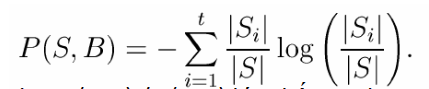 P(S, B) = − \sum_{i=1}^{t} \frac{|S_i|}{|S|} \log \left( \frac{|S_i|}{|S|} \right).